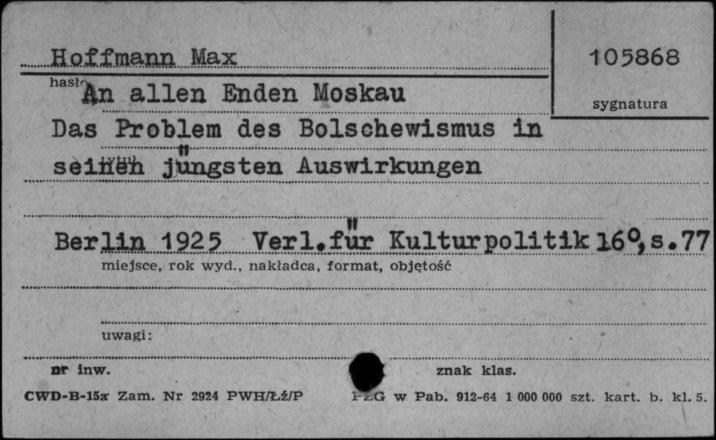 Hoffmann Max
105868
hasło
sygnatura
An allen Enden Moskau
Das Problem des Bolschewismus in
seinen jüngsten Auswirkungen
Berlin 1925 Verl.für Kulturpolitik 16°, s.77
miejsce, rok wyd., nakładca, format, objętość
uwagi:
nr inw.
znak klas.
CWD-B-15a Zam. Nr 2924 PWH/Łź/P
PZG w Pab. 912-64 1 000 000 szt. kart. b. kl. 5.